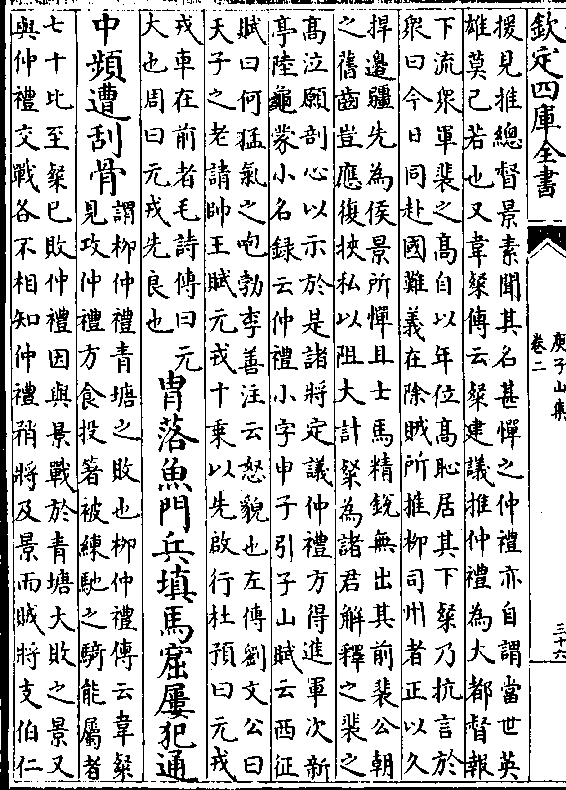 欽定四庫全書
庾子山集
卷二
三十六
援見推總督景素聞其名甚憚之仲禮亦自謂當世英
雄莫己若也又韋粲傳云粲建議推仲禮為大都督報
下流衆軍裴之高自以年位高恥居其下粲乃抗言於
衆曰今日同赴國難義在除賊所推柳司州者正以久
捍邊疆先為侯景所憚且士馬精銳無出其前裴公朝
之舊齒豈應復挾私以阻大計粲為諸君解釋之裴之
高泣願剖心以示於是諸將定議仲禮方得進軍次新
亭陸龜蒙小名録云仲禮小字申子引子山賦云西征
賦曰何猛氣之咆勃李善注云怒貌也左傳劉文公曰
天子之老請帥王賦元戎十乗以先啟行杜預曰元戎
戎車在前者毛詩傳曰元
大也周曰元戎先良也
胄落魚門兵填馬窟屢犯通
中頻遭刮骨
謂柳仲禮青塘之敗也柳仲禮傳云韋粲
見攻仲禮方食投箸被練馳之騎能屬者
七十比至粲已敗仲禮因與景戰於青塘大敗之景又
與仲禮交戰各不相知仲禮矟將及景而賊將支伯仁